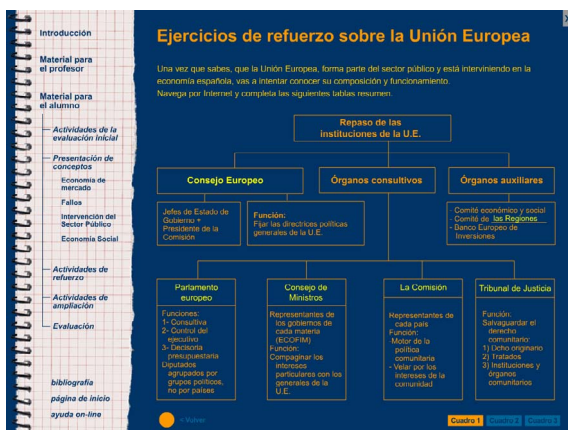 Introducción
Material para
el profesor
Material para
el alumno
Actividades de la
evaluación inicial
Presentación de
conceptos
Economía de
mercado
Fallos
Intervención del
Sector Público
Economía Social
Actividades de
refuerzo
Actividades de
ampliación
Evaluación
bibliografía
página de inicio
ayuda on-line
Ejercicios de refuerzo sobre la Unión Europea
Una vez que sabes, que la Unión Europea, forma parte del sector público y está interviniendo en la
economía española, vas a intentar conocer su composición y funcionamiento.
Navega por Internet y completa las siguientes tablas resumen.
Repaso de las
instituciones de la U.E.
Consejo Europeo
Órganos consultivos
Órganos auxiliares
Jefes de Estado de
Gobierno +
Presidente de la
Comisión
Función:
Fijar las directrices políticas
generales de la U.E.
- Comité económico y social
- Comité de las Regiones
- Banco Europeo de
Inversiones
Parlamento
europeo
Funciones:
1- Consultiva
2- Control del
ejecutivo
3- Decisoria
presupuestaria
Diputados
agrupados por
grupos políticos,
no por países
Consejo de
Ministros
Representantes de
los gobiernos de
cada materia
(ECOFIM)
Función:
Compaginar los
intereses
particulares con los
generales de la
U.E.
La Comisión
Representantes de
cada país
Función:
- Motor de la
política
comunitaria
- Velar por los
intereses de la
comunidad
Tribunal de Justicia
Función:
Salvaguardar el
derecho
comunitario:
1) Dcho originario
2) Tratados
3) Instituciones y
órganos
comunitarios
< Volver
Cuadro 1
Cuadro 2
Cuadro 3